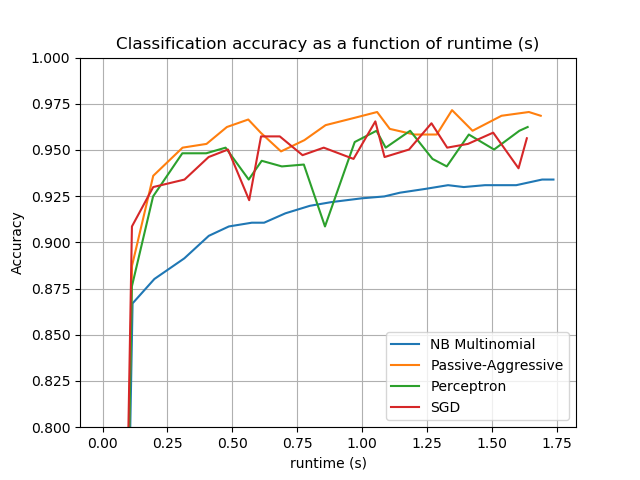 Classification accuracy as a function of runtime (s)
1.000
0.975
0.950
0.925
0.900
0.875
0.850
0.825
0.800
Accuracy
NB Multinomial
Passive-Aggressive
Perceptron
SGD
0.00 0.25 0.50 0.75 1.00 1.25 1.50 1.75
runtime (s)